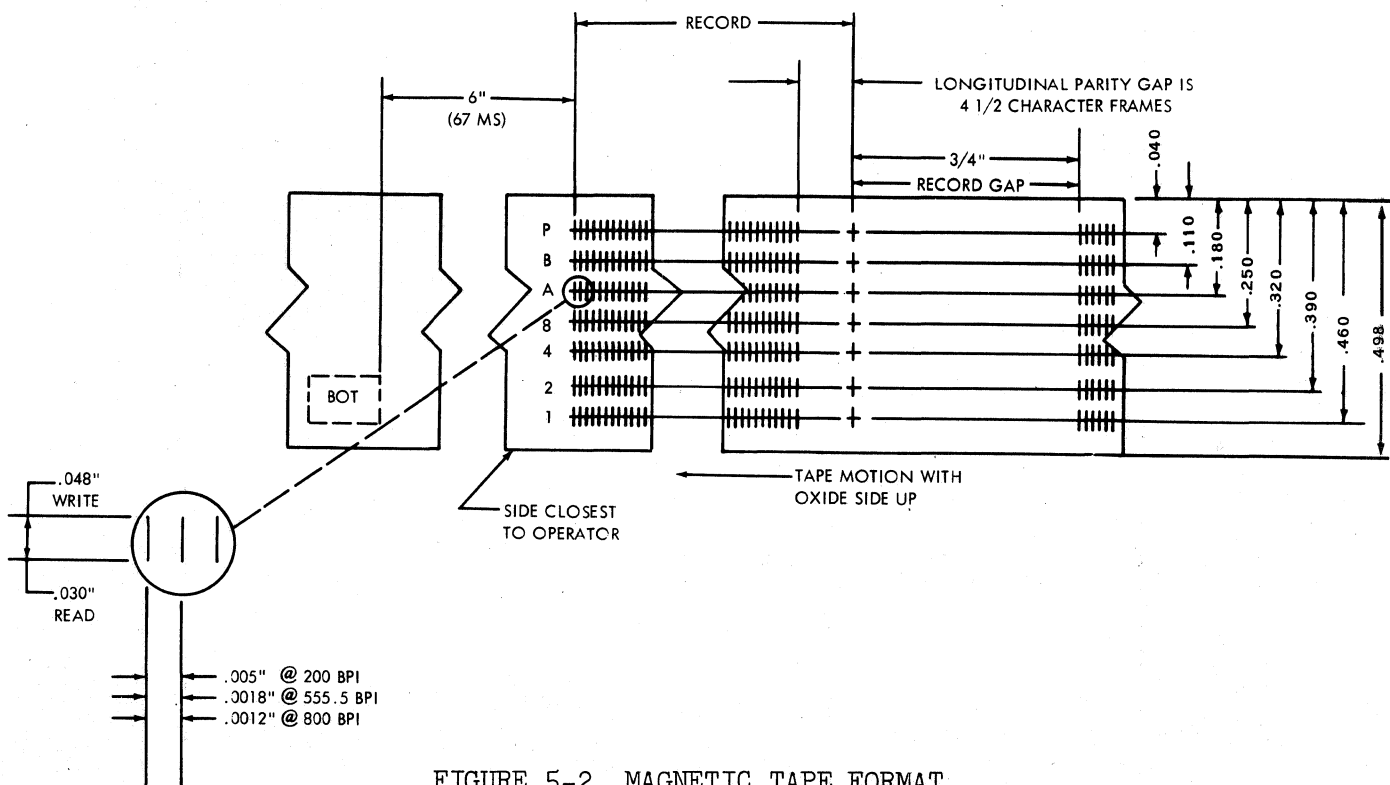 RECORD
LONGITUDINAL PARITY GAP IS
4 1/2 CHARACTER FRAMES
6"
(67 MS)
3/4"
RECORD GAP
.040
.110
.180
.250
.320
.390
.460
.498
P
B
A
8
4
2
1
BOT
TAPE MOTION WITH
OXIDE SIDE UP
SIDE CLOSEST
TO OPERATOR
.048"
WRITE
.030"
READ
.005" @ 200 BPI
.0018" @ 555.5 BPI
.0012" @ 800 BPI
FIGURE 5-2 MAGNETIC TAPE FORMAT